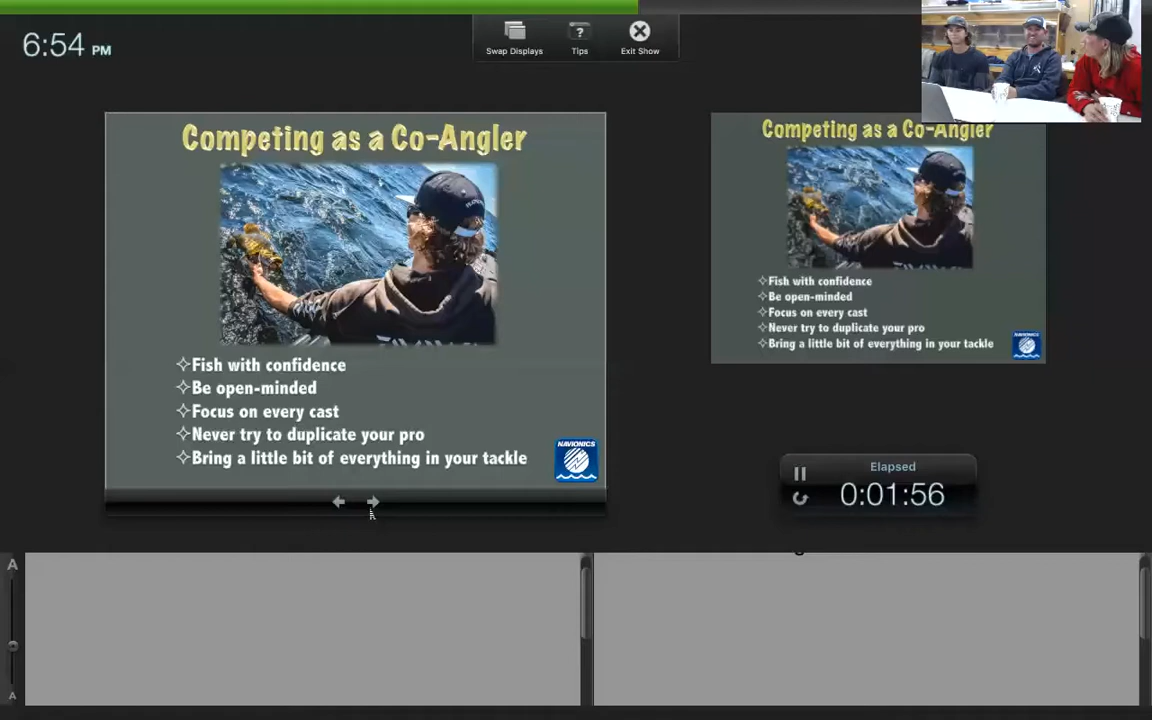 6:54 PM
Swap Displays
Tips
Exit Show
Competing as a Co-Angler
Fish with confidence
Be open-minded
Focus on every cast
Never try to duplicate your pro
Bring a little bit of everything in your tackle
NAVIONICS
Competing as a Co-Angler
Fish with confidence
Be open-minded
Focus on every cast
Never try to duplicate your pro
Bring a little bit of everything in your tackle
NAVIONICS
Elapsed
0:01:56
A
A